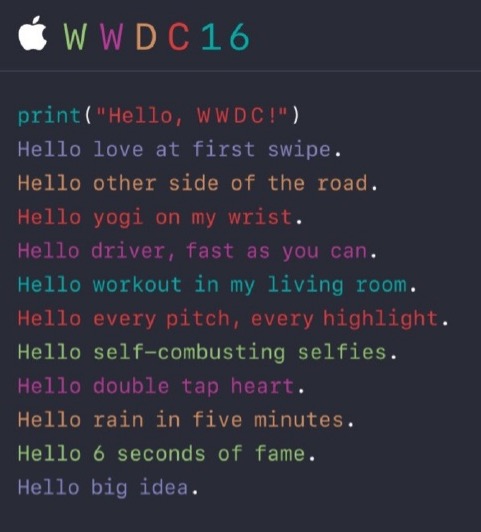 WWDC16
print("Hello, WWDC!")
Hello love at first swipe.
Hello other side of the road.
Hello yogi on my wrist.
Hello driver, fast as you can.
Hello workout in my living room.
Hello every pitch, every highlight.
Hello self-combusting selfies.
Hello double tap heart.
Hello rain in five minutes.
Hello 6 seconds of fame.
Hello big idea.